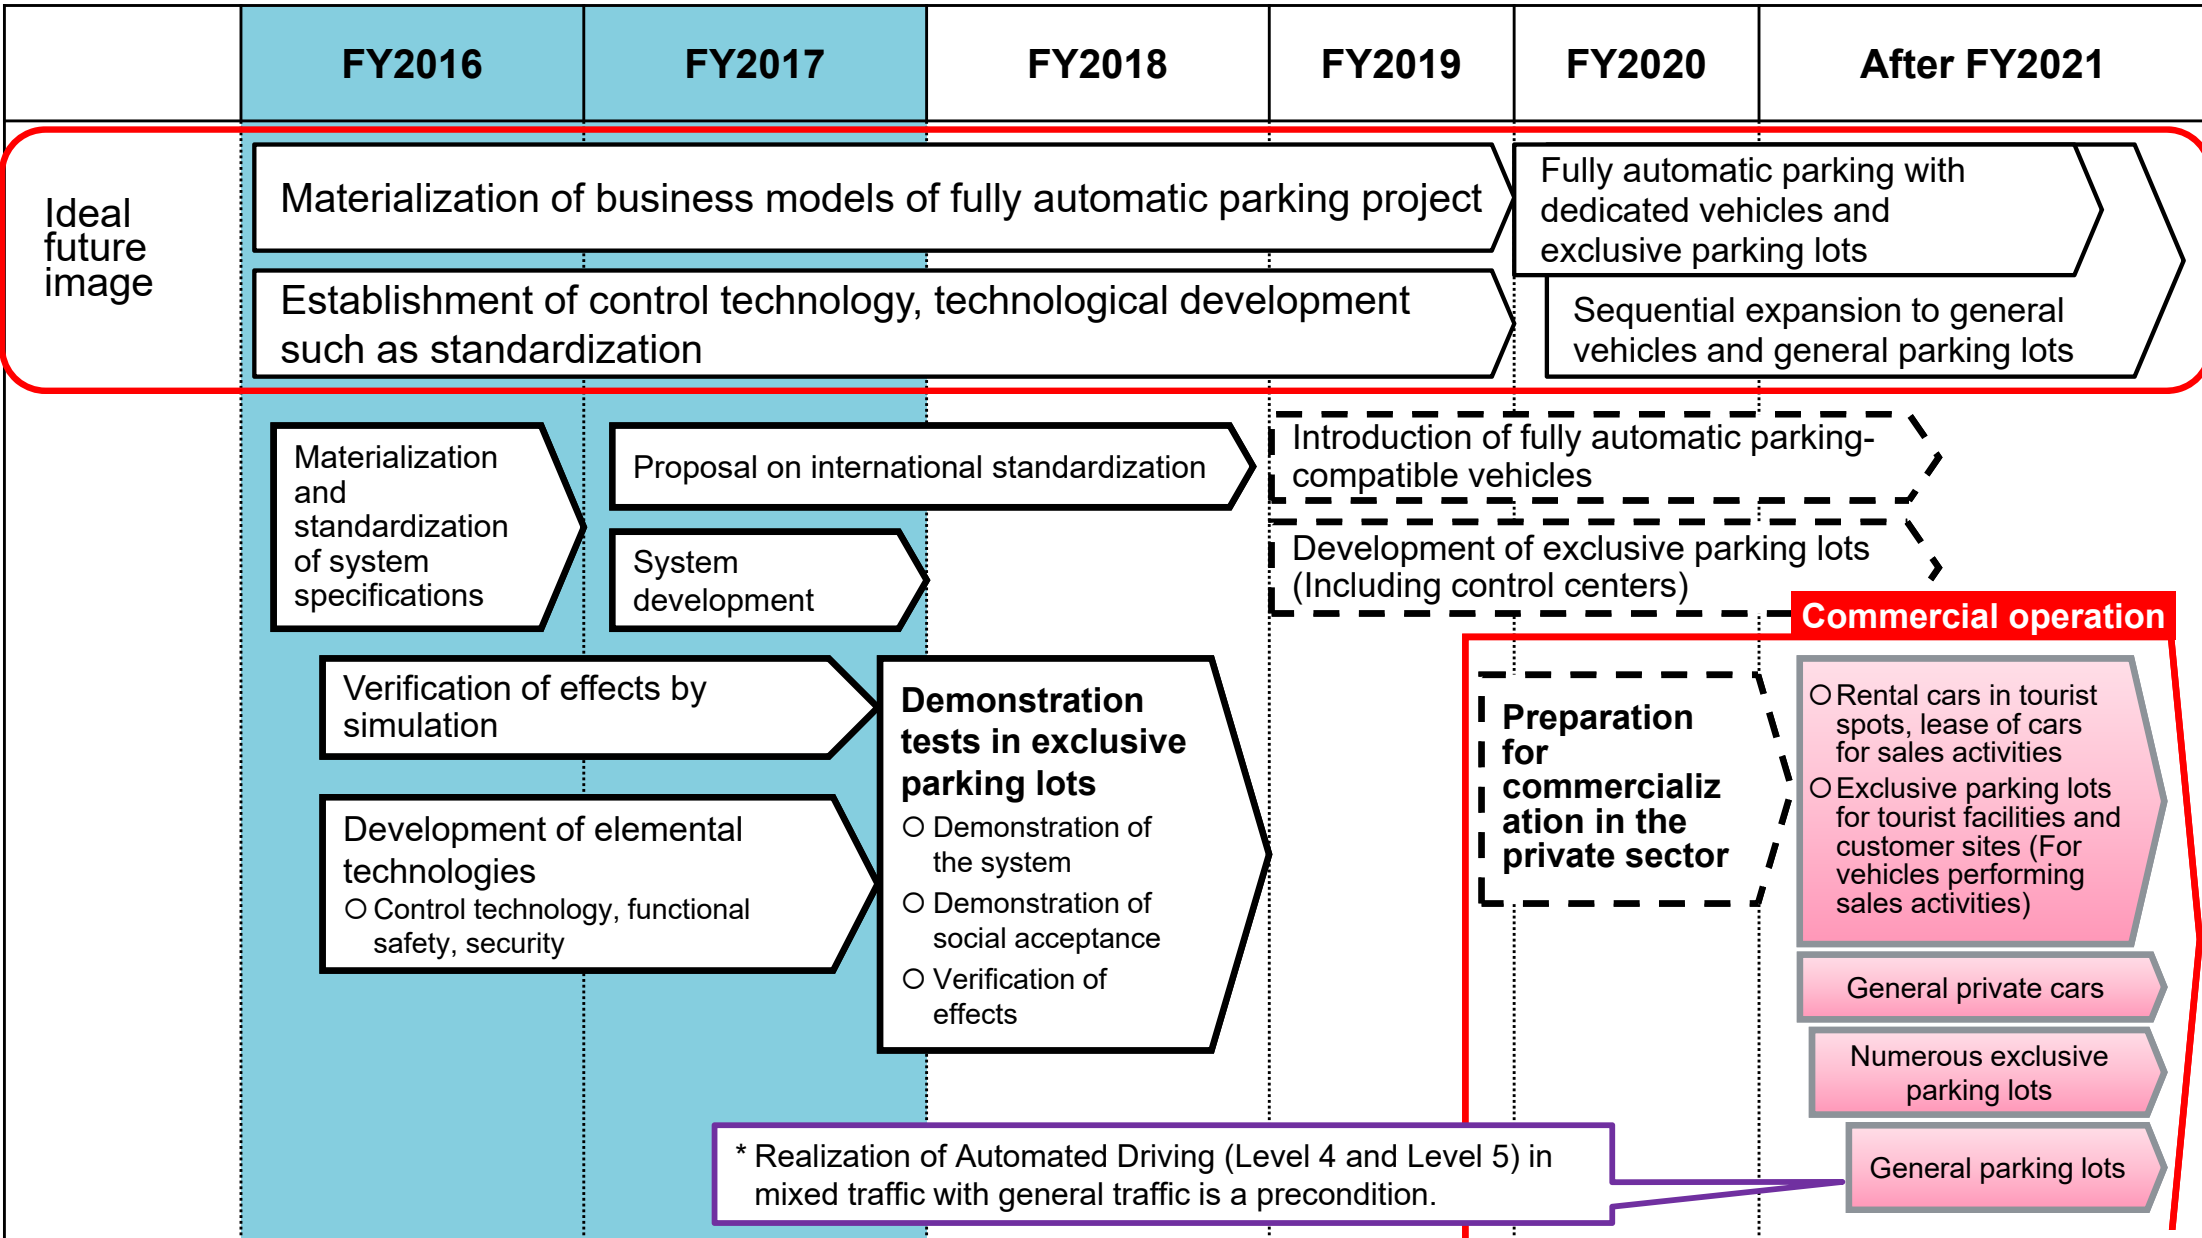 FY2016
FY2017
FY2018
FY2019
FY2020
After FY2021
Ideal
future
image
Materialization of business models of fully automatic parking project
Establishment of control technology, technological development
such as standardization
Fully automatic parking with
dedicated vehicles and
exclusive parking lots
Sequential expansion to general
vehicles and general parking lots
Materialization
and
standardization
of system
specifications
Proposal on international standardization
System
development
Introduction of fully automatic parking-
compatible vehicles
Development of exclusive parking lots
(Including control centers)
Commercial operation
Verification of effects by
simulation
Development of elemental
technologies
○ Control technology, functional
safety, security
Demonstration
tests in exclusive
parking lots
○ Demonstration of
the system
○ Demonstration of
social acceptance
○ Verification of
effects
Preparation
for
commercializ
ation in the
private sector
○ Rental cars in tourist
spots, lease of cars
for sales activities
○ Exclusive parking lots
for tourist facilities and
customer sites (For
vehicles performing
sales activities)
General private cars
Numerous exclusive
parking lots
General parking lots
* Realization of Automated Driving (Level 4 and Level 5) in
mixed traffic with general traffic is a precondition.